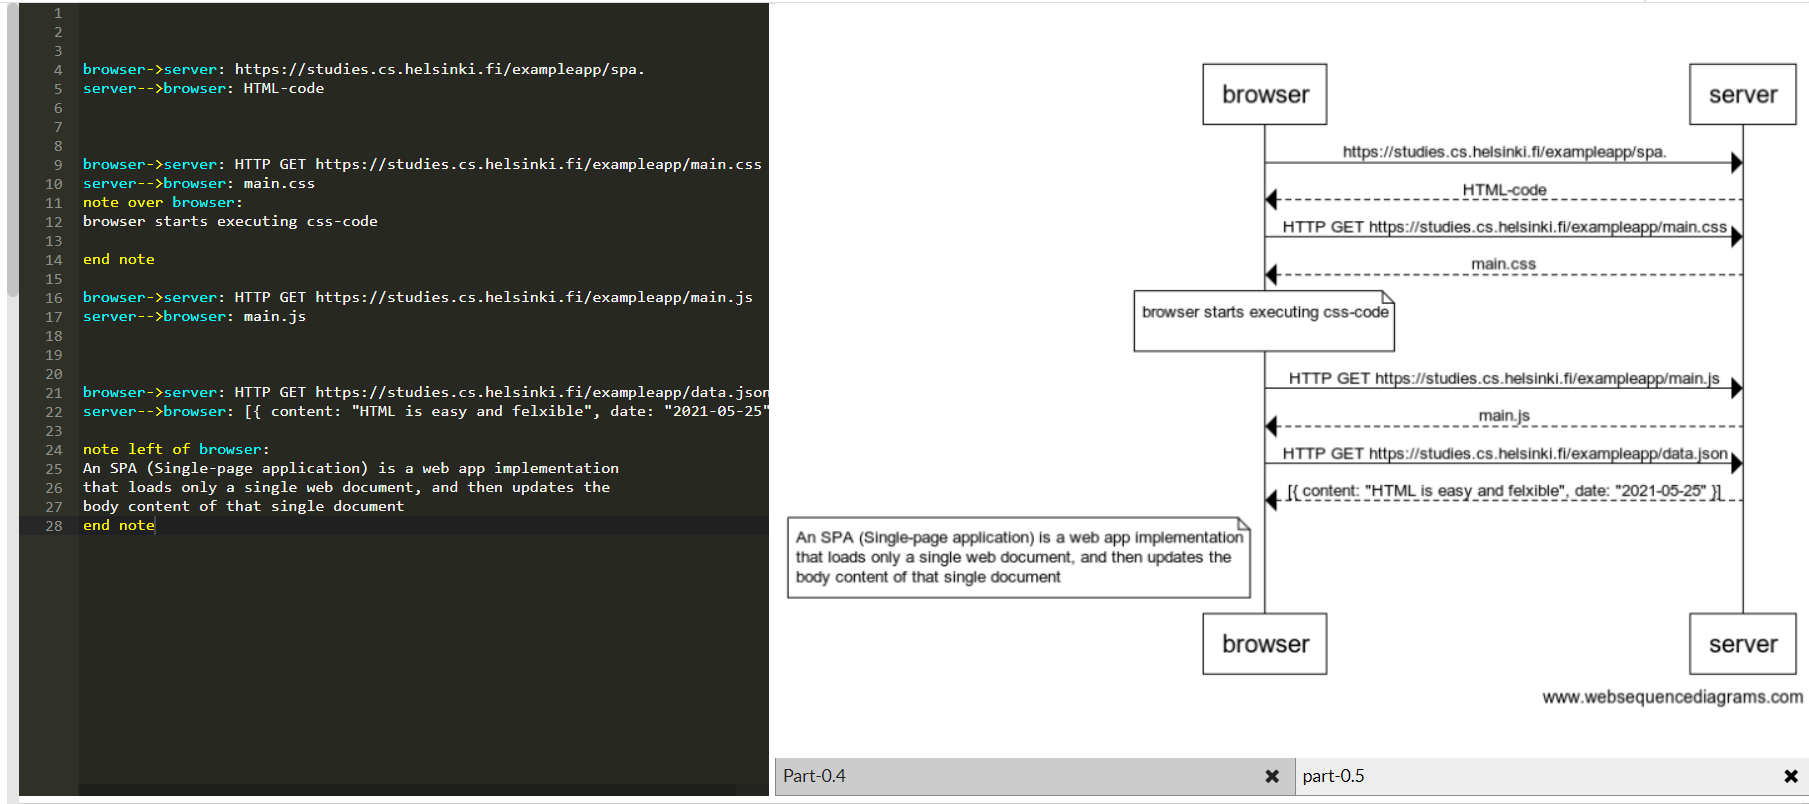 1
2
3
4 browser->server: https://studies.cs.helsinki.fi/exampleapp/spa.
5 server-->browser: HTML-code
6
7
8
9 browser->server: HTTP GET https://studies.cs.helsinki.fi/exampleapp/main.css
10 server-->browser: main.css
11 note over browser:
12 browser starts executing css-code
13
14 end note
15
16 browser->server: HTTP GET https://studies.cs.helsinki.fi/exampleapp/main.js
17 server-->browser: main.js
18
19
20
21 browser->server: HTTP GET https://studies.cs.helsinki.fi/exampleapp/data.json
22 server-->browser: [{ content: "HTML is easy and felxible", date: "2021-05-25"
23
24 note left of browser:
25 An SPA (Single-page application) is a web app implementation
26 that loads only a single web document, and then updates the
27 body content of that single document
28 end note
browser
server
https://studies.cs.helsinki.fi/exampleapp/spa.
HTML-code
HTTP GET https://studies.cs.helsinki.fi/exampleapp/main.css
main.css
browser starts executing css-code
HTTP GET https://studies.cs.helsinki.fi/exampleapp/main.js
main.js
HTTP GET https://studies.cs.helsinki.fi/exampleapp/data.json
[{ content: "HTML is easy and felxible", date: "2021-05-25" }]
An SPA (Single-page application) is a web app implementation
that loads only a single web document, and then updates the
body content of that single document
browser
server
www.websequencediagrams.com
Part-0.4
part-0.5